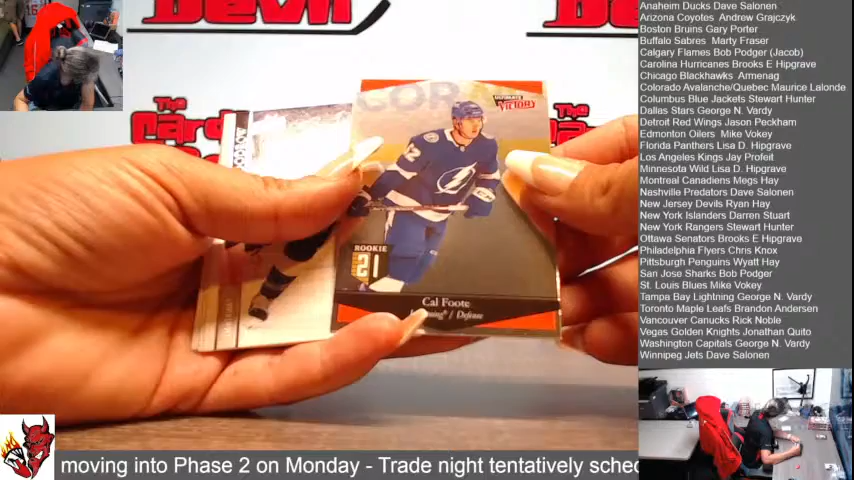 Devil
The
The
Card
COR
ULTIMATE
VICTORY
52
ROOKIE
21
Cal Foote
/ Defense
moving into Phase 2 on Monday - Trade night tentatively sche
Anaheim Ducks Dave Salonen
Arizona Coyotes Andrew Grajczyk
Boston Bruins Gary Porter
Buffalo Sabres Marty Fraser
Calgary Flames Bob Podger (Jacob)
Carolina Hurricanes Brooks E Hipgrave
Chicago Blackhawks Armenag
Colorado Avalanche/Quebec Maurice Lalonde
Columbus Blue Jackets Stewart Hunter
Dallas Stars George N. Vardy
Detroit Red Wings Jason Peckham
Edmonton Oilers Mike Vokey
Florida Panthers Lisa D. Hipgrave
Los Angeles Kings Jay Profeit
Minnesota Wild Lisa D. Hipgrave
Montreal Canadiens Megs Hay
Nashville Predators Dave Salonen
New Jersey Devils Ryan Hay
New York Islanders Darren Stuart
New York Rangers Stewart Hunter
Ottawa Senators Brooks E Hipgrave
Philadelphia Flyers Chris Knox
Pittsburgh Penguins Wyatt Hay
San Jose Sharks Bob Podger
St. Louis Blues Mike Vokey
Tampa Bay Lightning George N. Vardy
Toronto Maple Leafs Brandon Andersen
Vancouver Canucks Rick Noble
Vegas Golden Knights Jonathan Quito
Washington Capitals George N. Vardy
Winnipeg Jets Dave Salonen